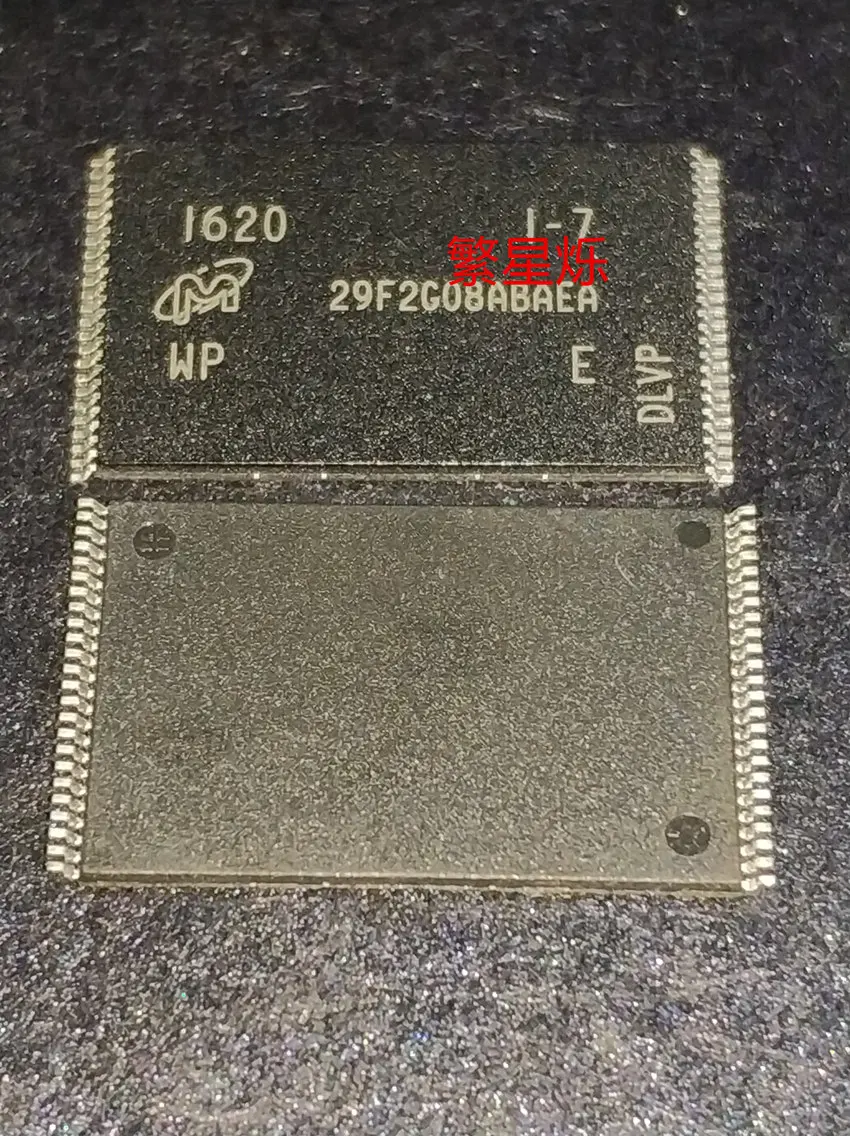 1620 1-7
繁星烁
29F2G08ABAEA
WP E
DLVP